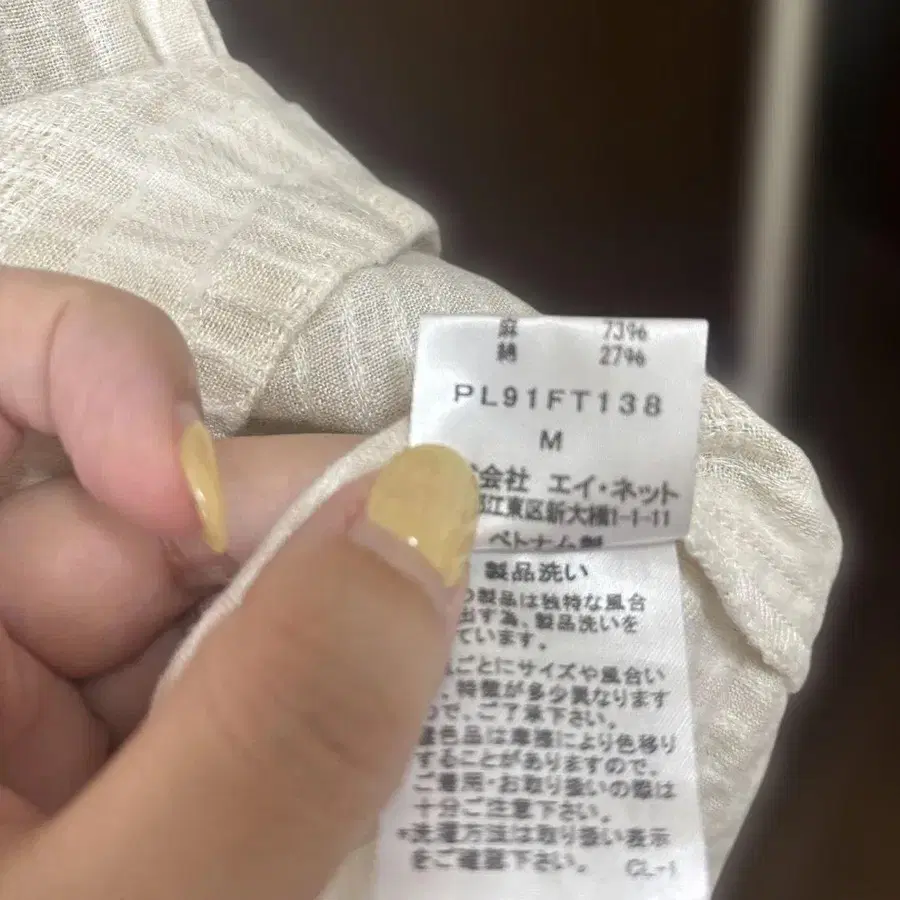 麻 73%
綿 27%
PL91FT138
M
会社 エイ・ネット
江東区新大橋1-1-11
ベトナム製
製品洗い
の製品は独特な風合
出す為、製品洗いを
ています。
ごとにサイズや風合い
、特徴が多少異なります
ので、ご了承下さい。
色品は摩擦により色移り
することがありますので、
ご着用・お取り扱いの際は
十分ご注意下さい。
*洗濯方法は取り扱い表示
をご確認下さい。 CL-1